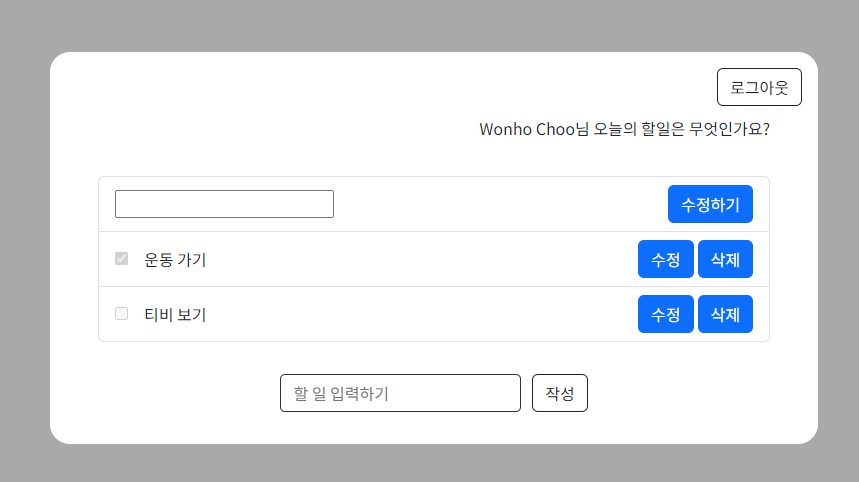 로그아웃
Wonho Choo님 오늘의 할일은 무엇인가요?
수정하기
운동 가기 수정 삭제
티비 보기 수정 삭제
할 일 입력하기 작성